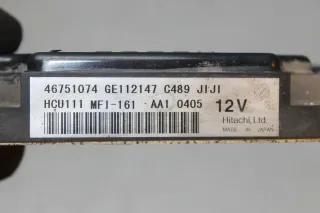 46751074 GE112147 C489 JIJI
HCU111 MFI-161 AA1 0405 12V
Hitachi, Ltd.
MADE IN JAPAN